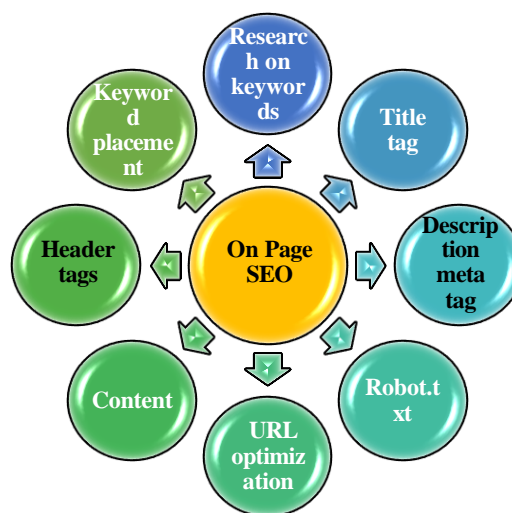 Researc
h on
keywor
ds
Title
tag
Descrip
tion
meta
tag
Robot.t
xt
URL
optimiz
ation
Content
Header
tags
Keywor
d
placeme
nt
On Page
SEO